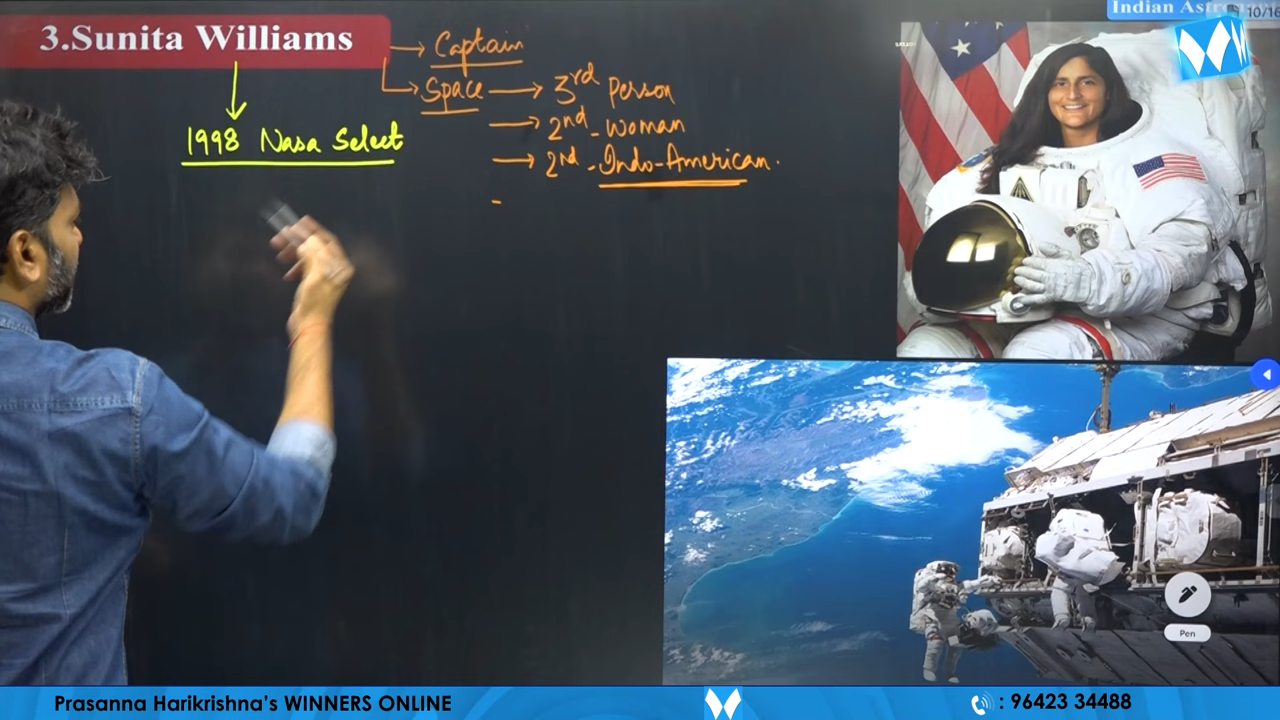 Indian Astro
10/16
3.Sunita Williams
Captain
Space → 3rd Person
→ 2nd - Woman
→ 2nd - Indo-American.
1998 Nasa Select
Pen
Prasanna Harikrishna's WINNERS ONLINE
: 96423 34488